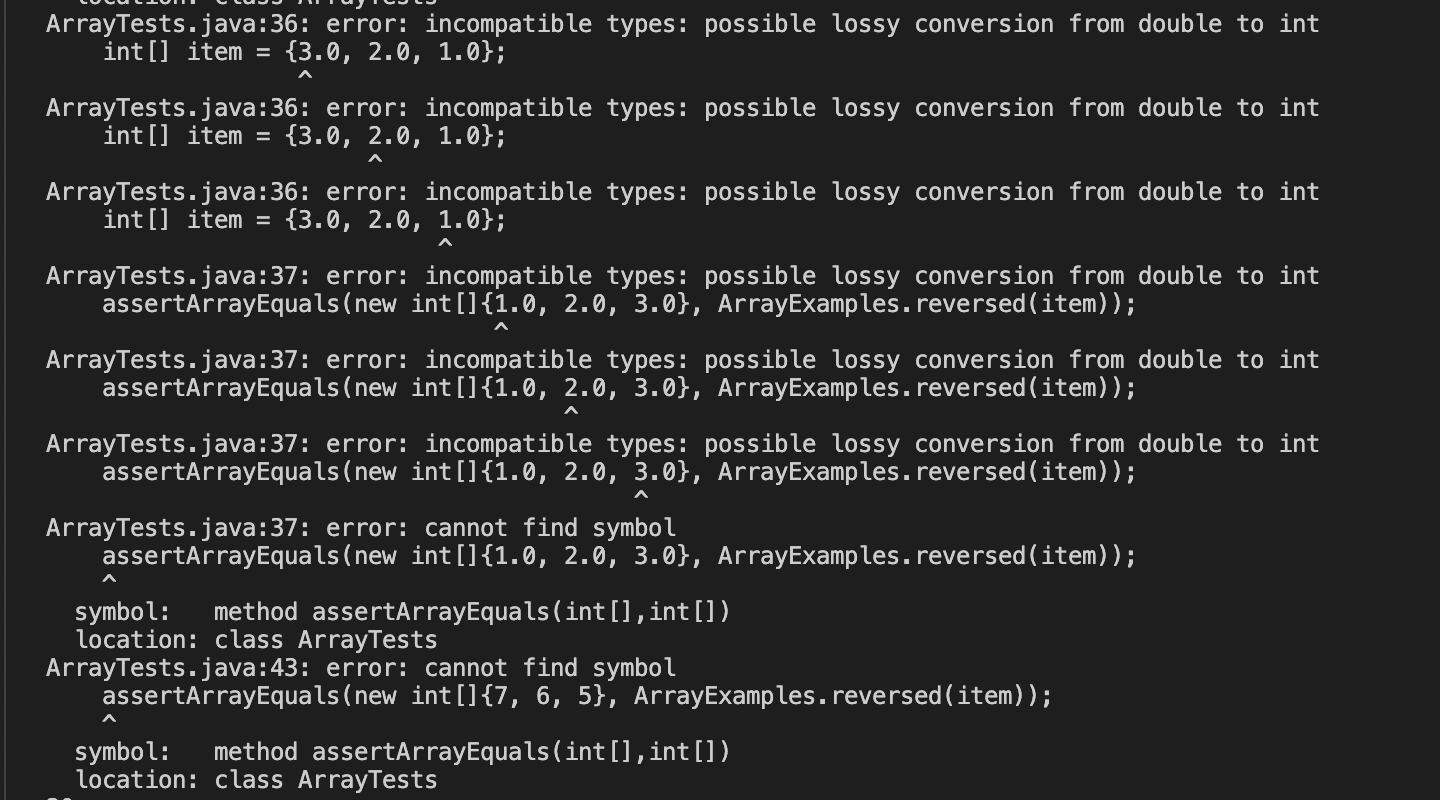 location: class ArrayTests
ArrayTests.java:36: error: incompatible types: possible lossy conversion from double to int
    int[] item = {3.0, 2.0, 1.0};
                  ^
ArrayTests.java:36: error: incompatible types: possible lossy conversion from double to int
    int[] item = {3.0, 2.0, 1.0};
                       ^
ArrayTests.java:36: error: incompatible types: possible lossy conversion from double to int
    int[] item = {3.0, 2.0, 1.0};
                            ^
ArrayTests.java:37: error: incompatible types: possible lossy conversion from double to int
    assertArrayEquals(new int[]{1.0, 2.0, 3.0}, ArrayExamples.reversed(item));
                                ^
ArrayTests.java:37: error: incompatible types: possible lossy conversion from double to int
    assertArrayEquals(new int[]{1.0, 2.0, 3.0}, ArrayExamples.reversed(item));
                                     ^
ArrayTests.java:37: error: incompatible types: possible lossy conversion from double to int
    assertArrayEquals(new int[]{1.0, 2.0, 3.0}, ArrayExamples.reversed(item));
                                          ^
ArrayTests.java:37: error: cannot find symbol
    assertArrayEquals(new int[]{1.0, 2.0, 3.0}, ArrayExamples.reversed(item));
    ^
  symbol:   method assertArrayEquals(int[],int[])
  location: class ArrayTests
ArrayTests.java:43: error: cannot find symbol
    assertArrayEquals(new int[]{7, 6, 5}, ArrayExamples.reversed(item));
    ^
  symbol:   method assertArrayEquals(int[],int[])
  location: class ArrayTests